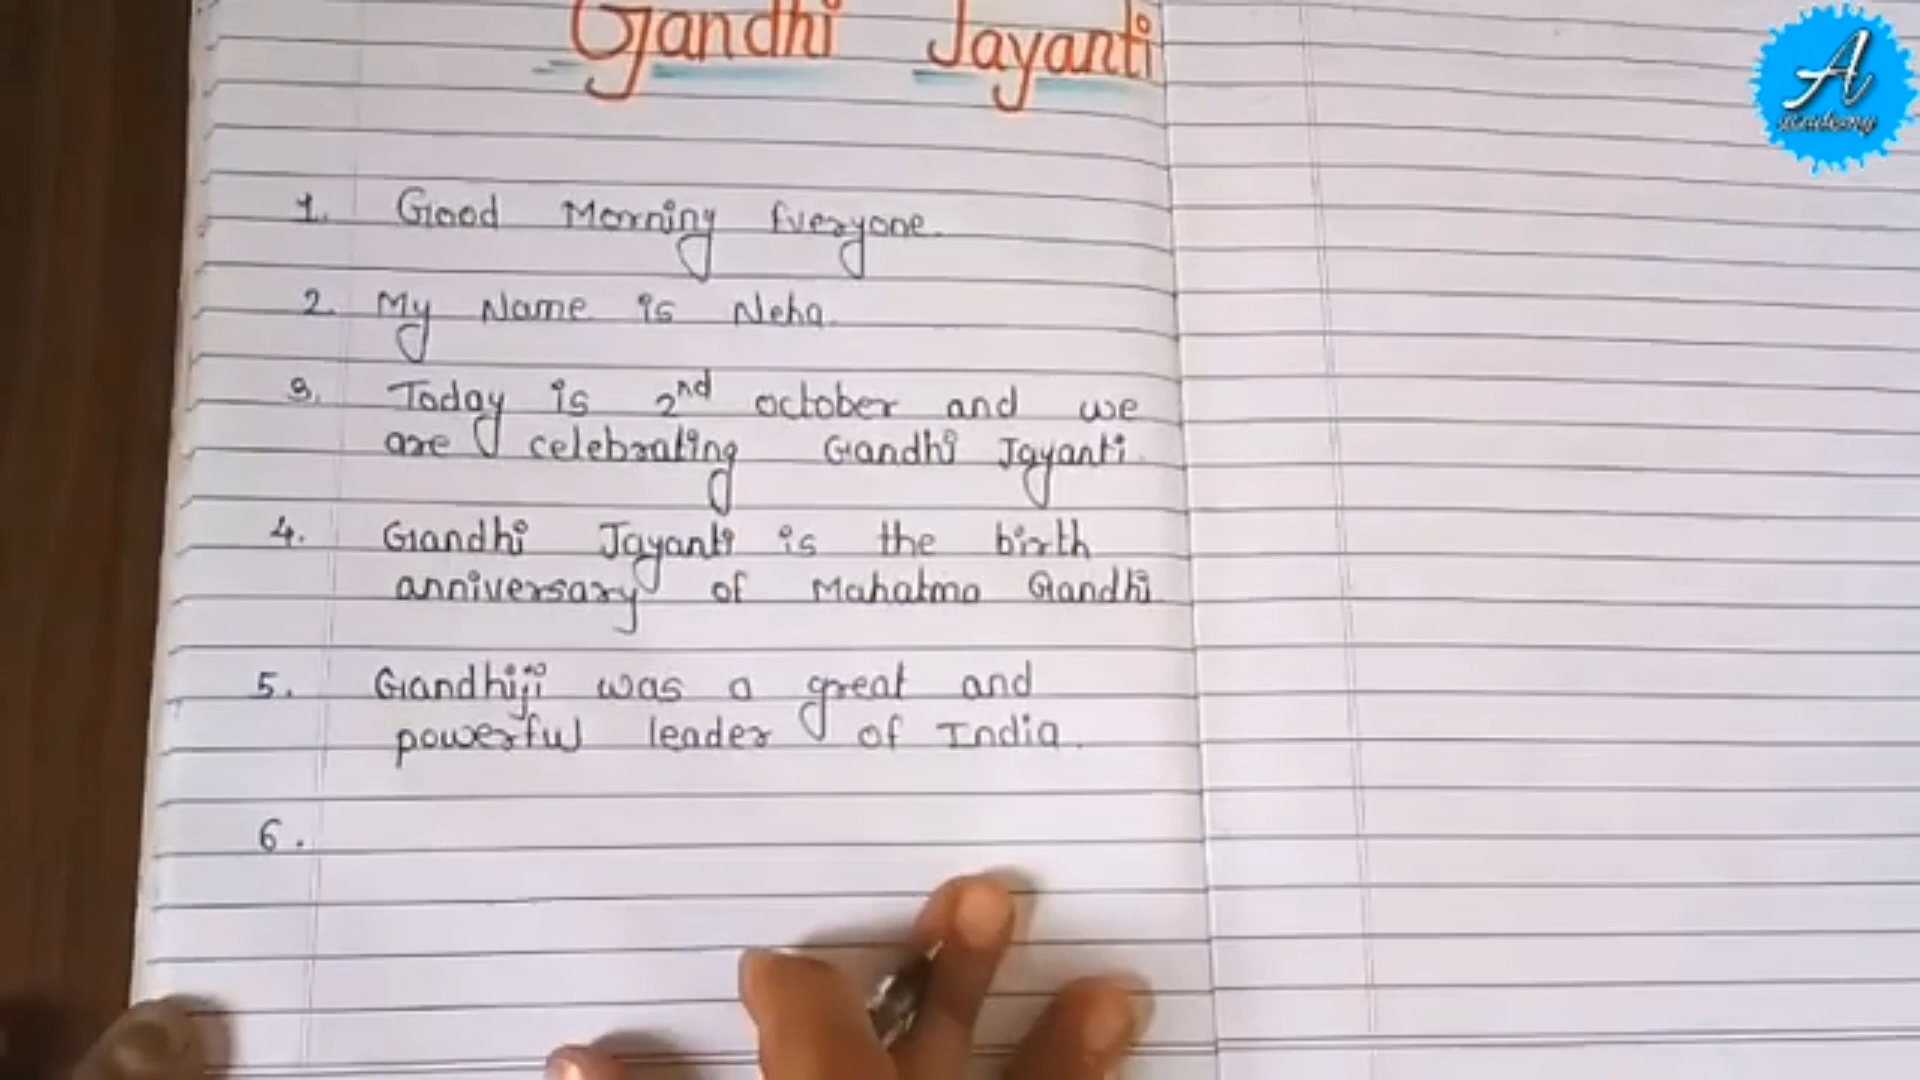 Gandhi Jayanti
A
Academy
1. Good Morning Everyone.
2. My Name is Neha.
3. Today is 2nd october and we
are celebrating Gandhi Jayanti.
4. Gandhi Jayanti is the birth
anniversary of Mahatma Gandhi
5. Gandhiji was a great and
powerful leader of India.
6.